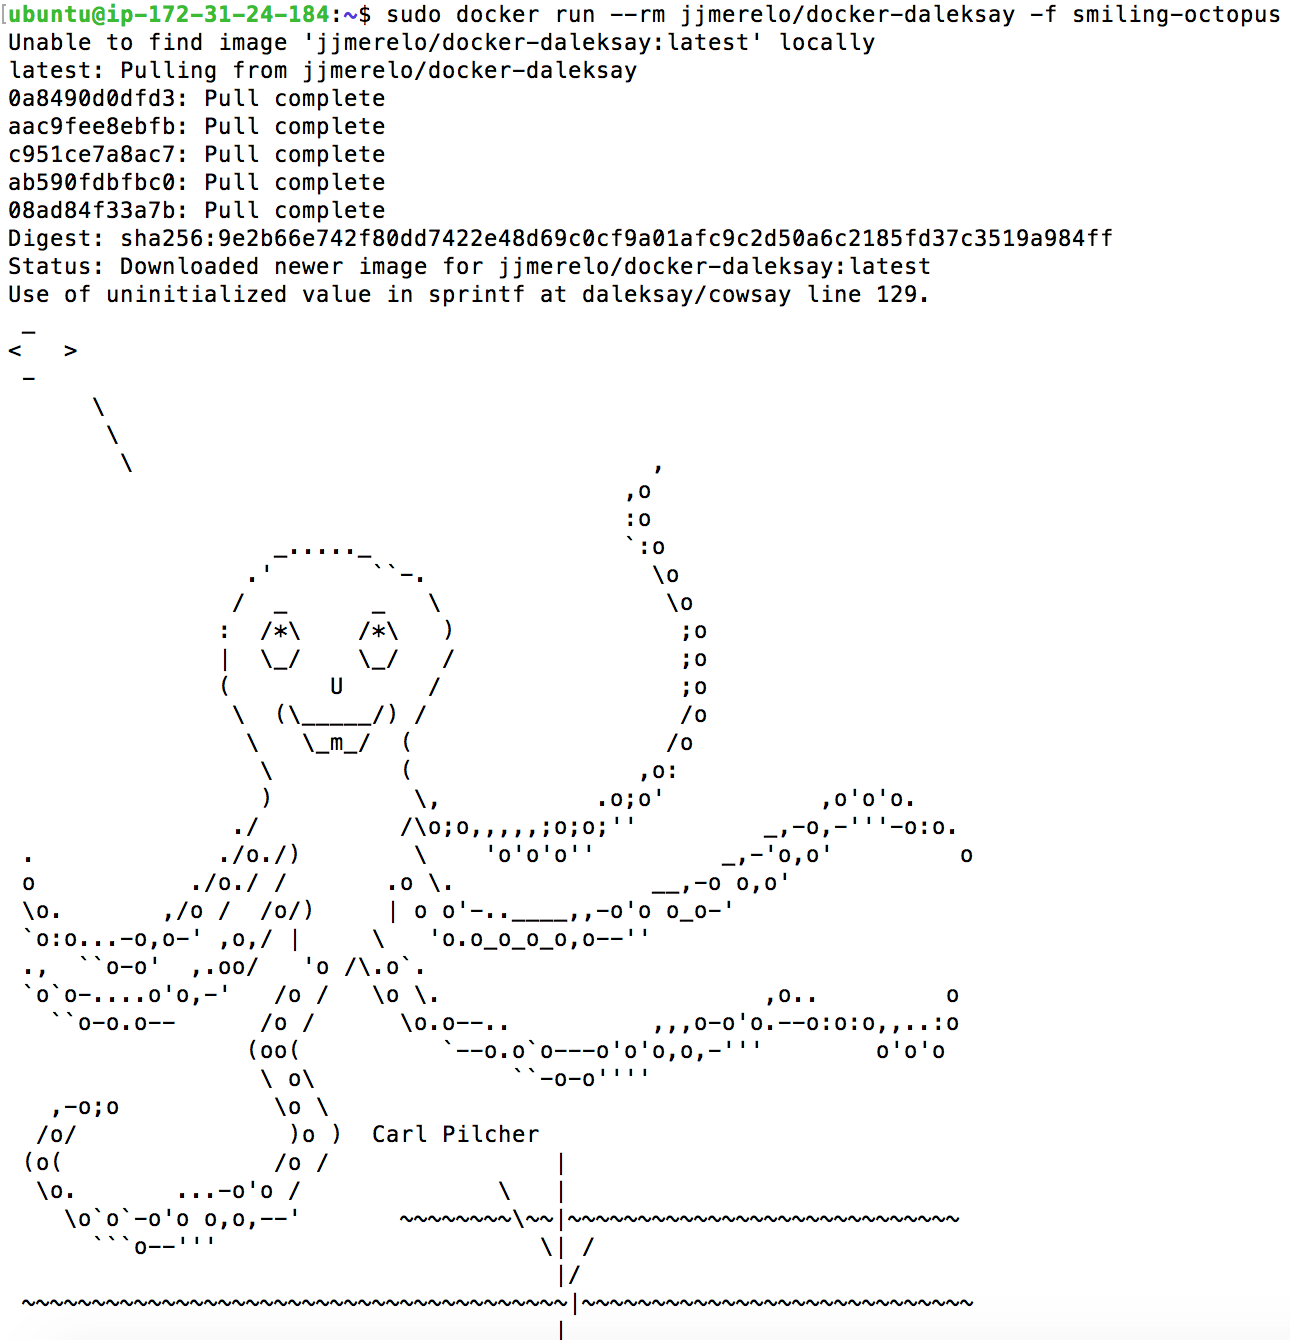 [ubuntu@ip-172-31-24-184:~$ sudo docker run --rm jjmerelo/docker-daleksay -f smiling-octopus
Unable to find image 'jjmerelo/docker-daleksay:latest' locally
latest: Pulling from jjmerelo/docker-daleksay
0a8490d0dfd3: Pull complete
aac9fee8ebfb: Pull complete
c951ce7a8ac7: Pull complete
ab590fdbfbc0: Pull complete
08ad84f33a7b: Pull complete
Digest: sha256:9e2b66e742f80dd7422e48d69c0cf9a01afc9c2d50a6c2185fd37c3519a984ff
Status: Downloaded newer image for jjmerelo/docker-daleksay:latest
Use of uninitialized value in sprintf at daleksay/cowsay line 129.
Carl Pilcher